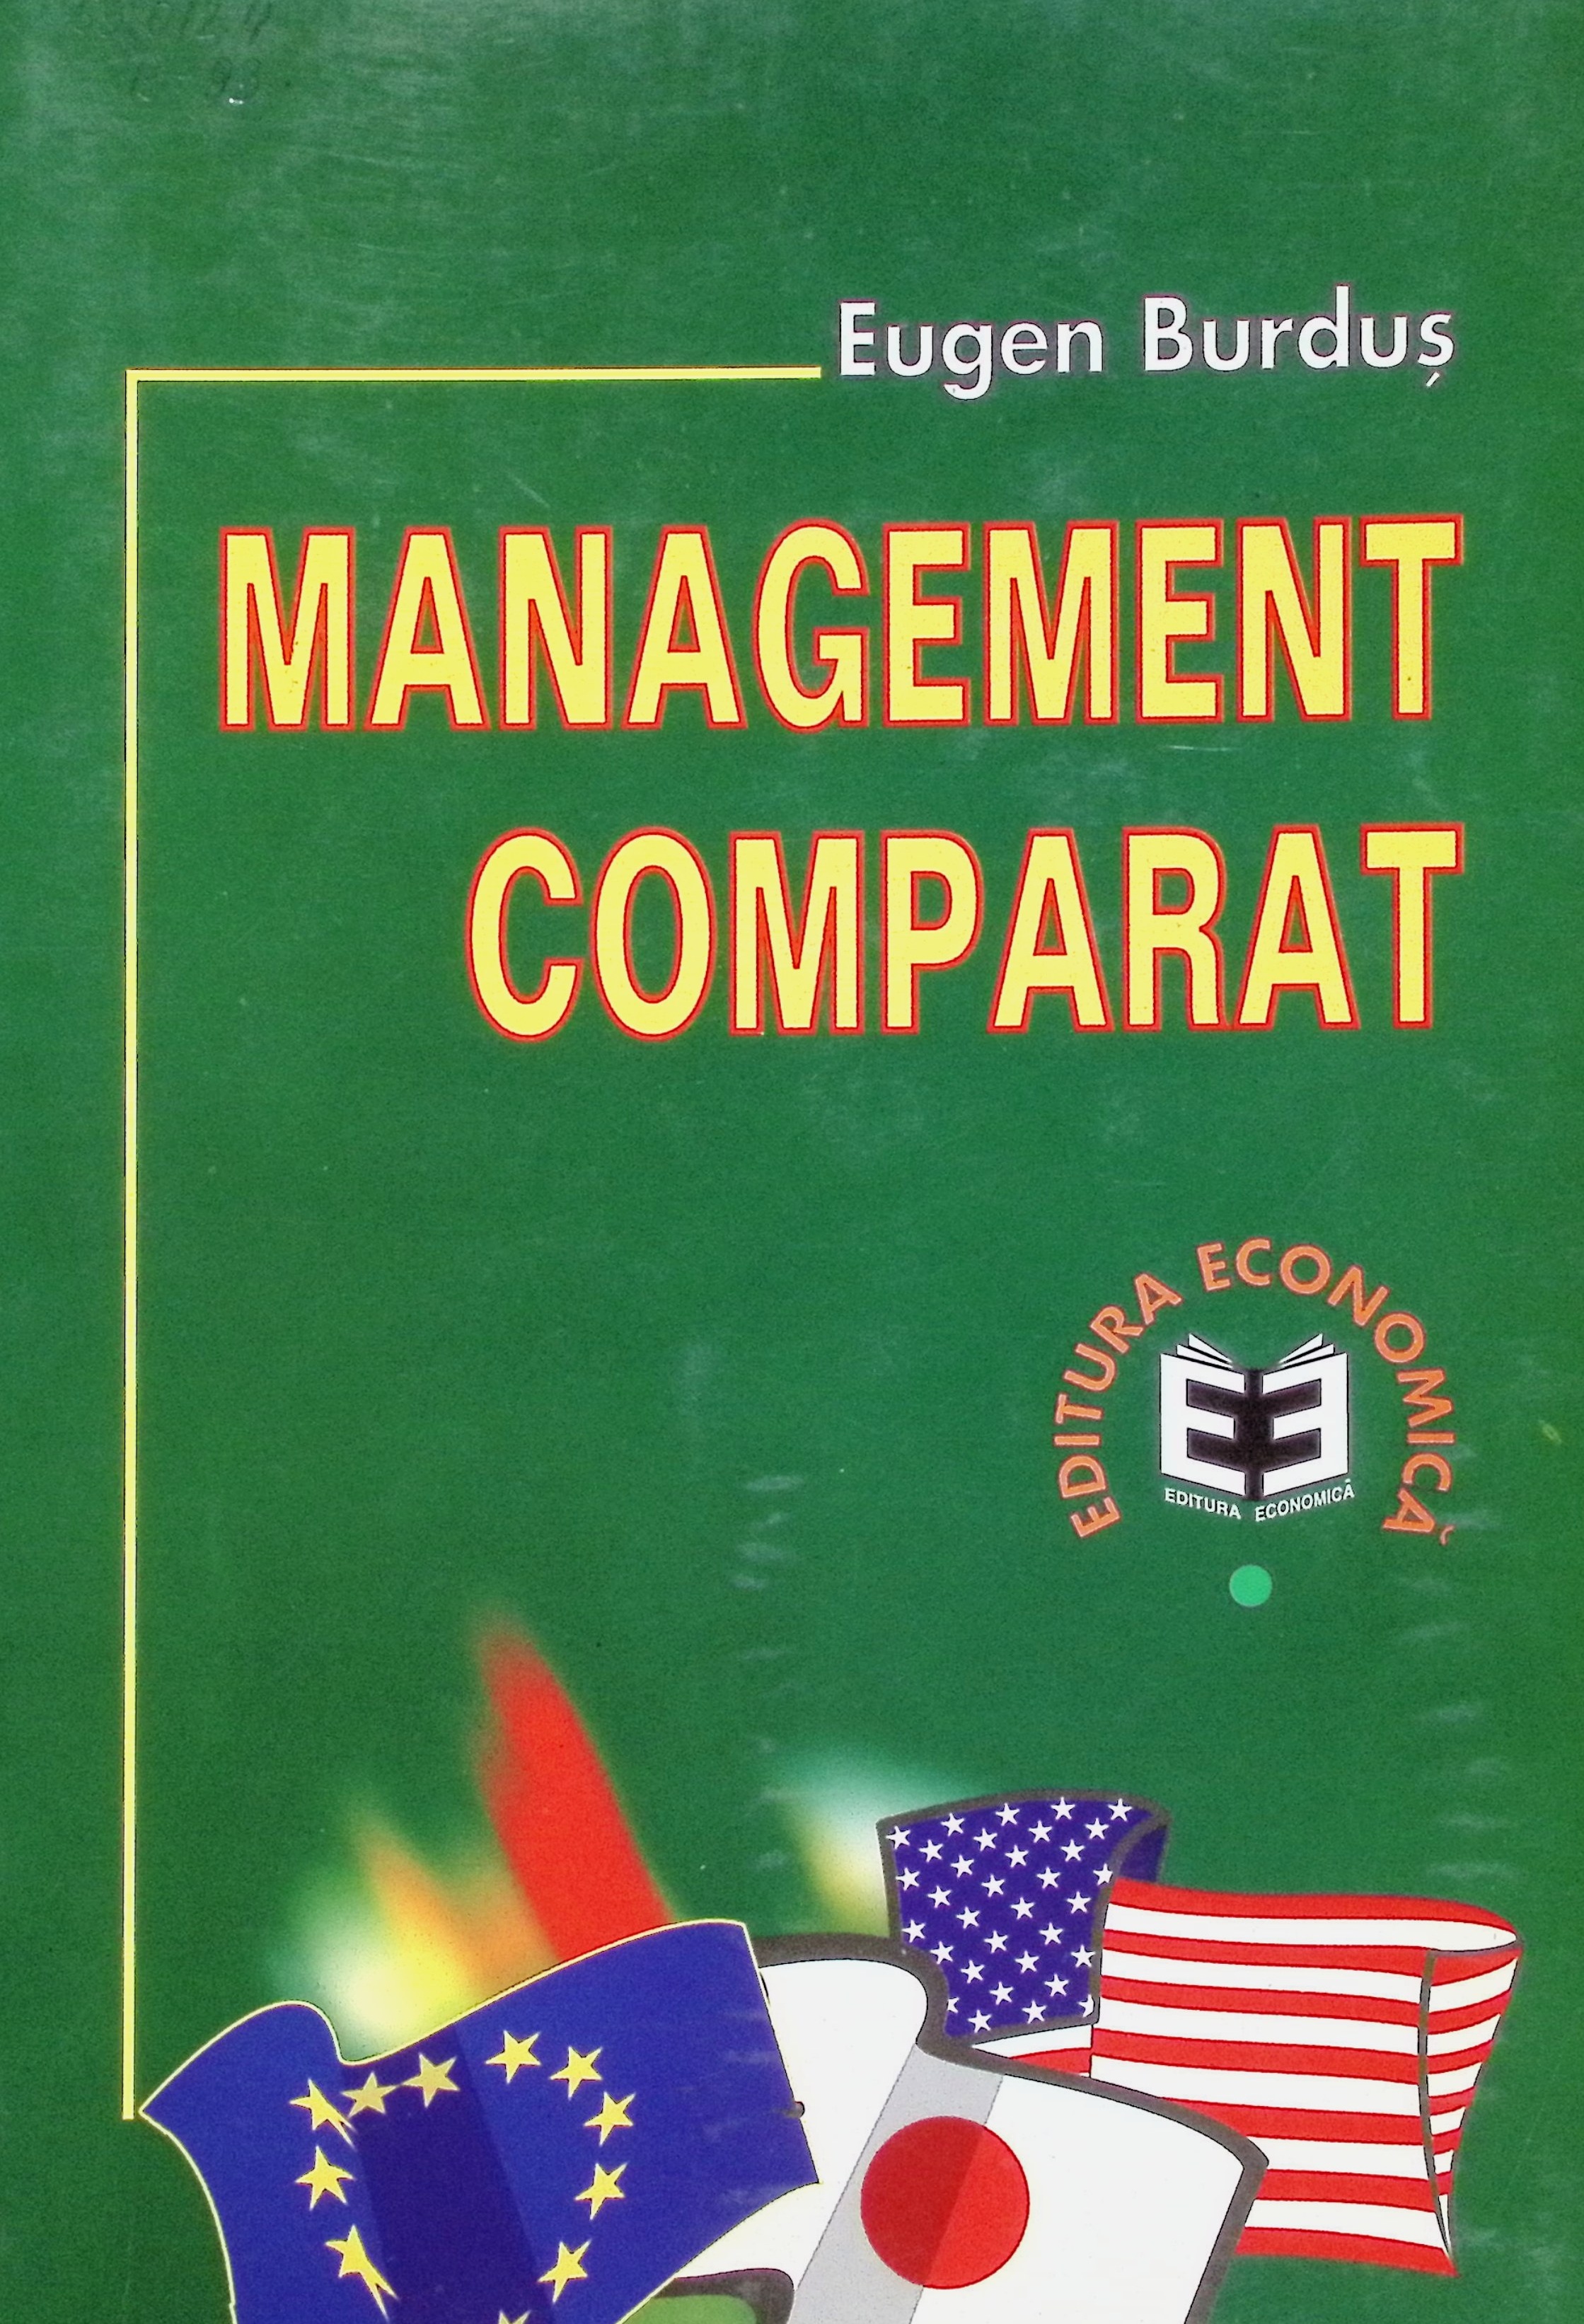 Eugen Burduș
MANAGEMENT
COMPARAT
EDITURA ECONOMICĂ
EDITURA ECONOMICĂ